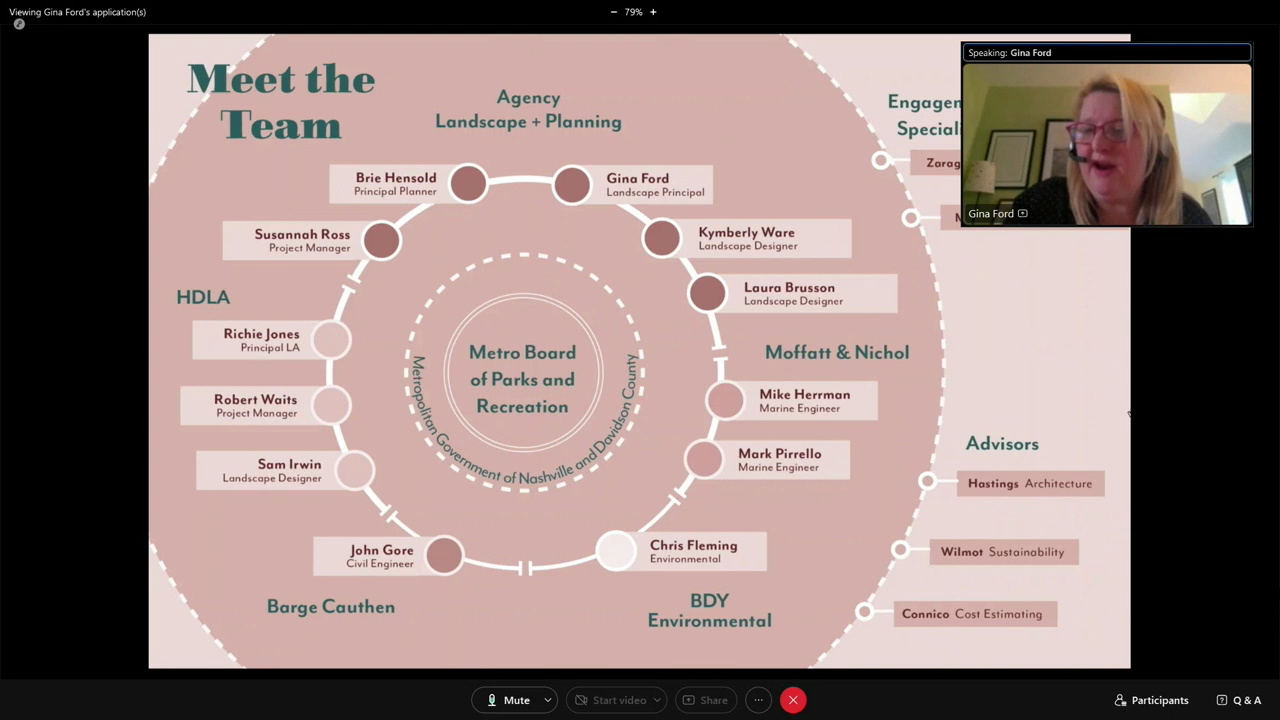 Viewing Gina Ford's application(s)
79%
Meet the
Team
Agency
Landscape + Planning
Brie Hensold
Principal Planner
Gina Ford
Landscape Principal
Susannah Ross
Project Manager
Kymberly Ware
Landscape Designer
Laura Brusson
Landscape Designer
HDLA
Richie Jones
Principal LA
Robert Waits
Project Manager
Sam Irwin
Landscape Designer
Metro Board
of Parks and
Recreation
Metropolitan Government of Nashville and Davidson County
Moffatt & Nichol
Mike Herrman
Marine Engineer
Mark Pirrello
Marine Engineer
John Gore
Civil Engineer
Barge Cauthen
Chris Fleming
Environmental
BDY
Environmental
Speaking: Gina Ford
Gina Ford
Advisors
Hastings Architecture
Wilmot Sustainability
Connico Cost Estimating
Mute
Start video
Share
Participants
Q & A